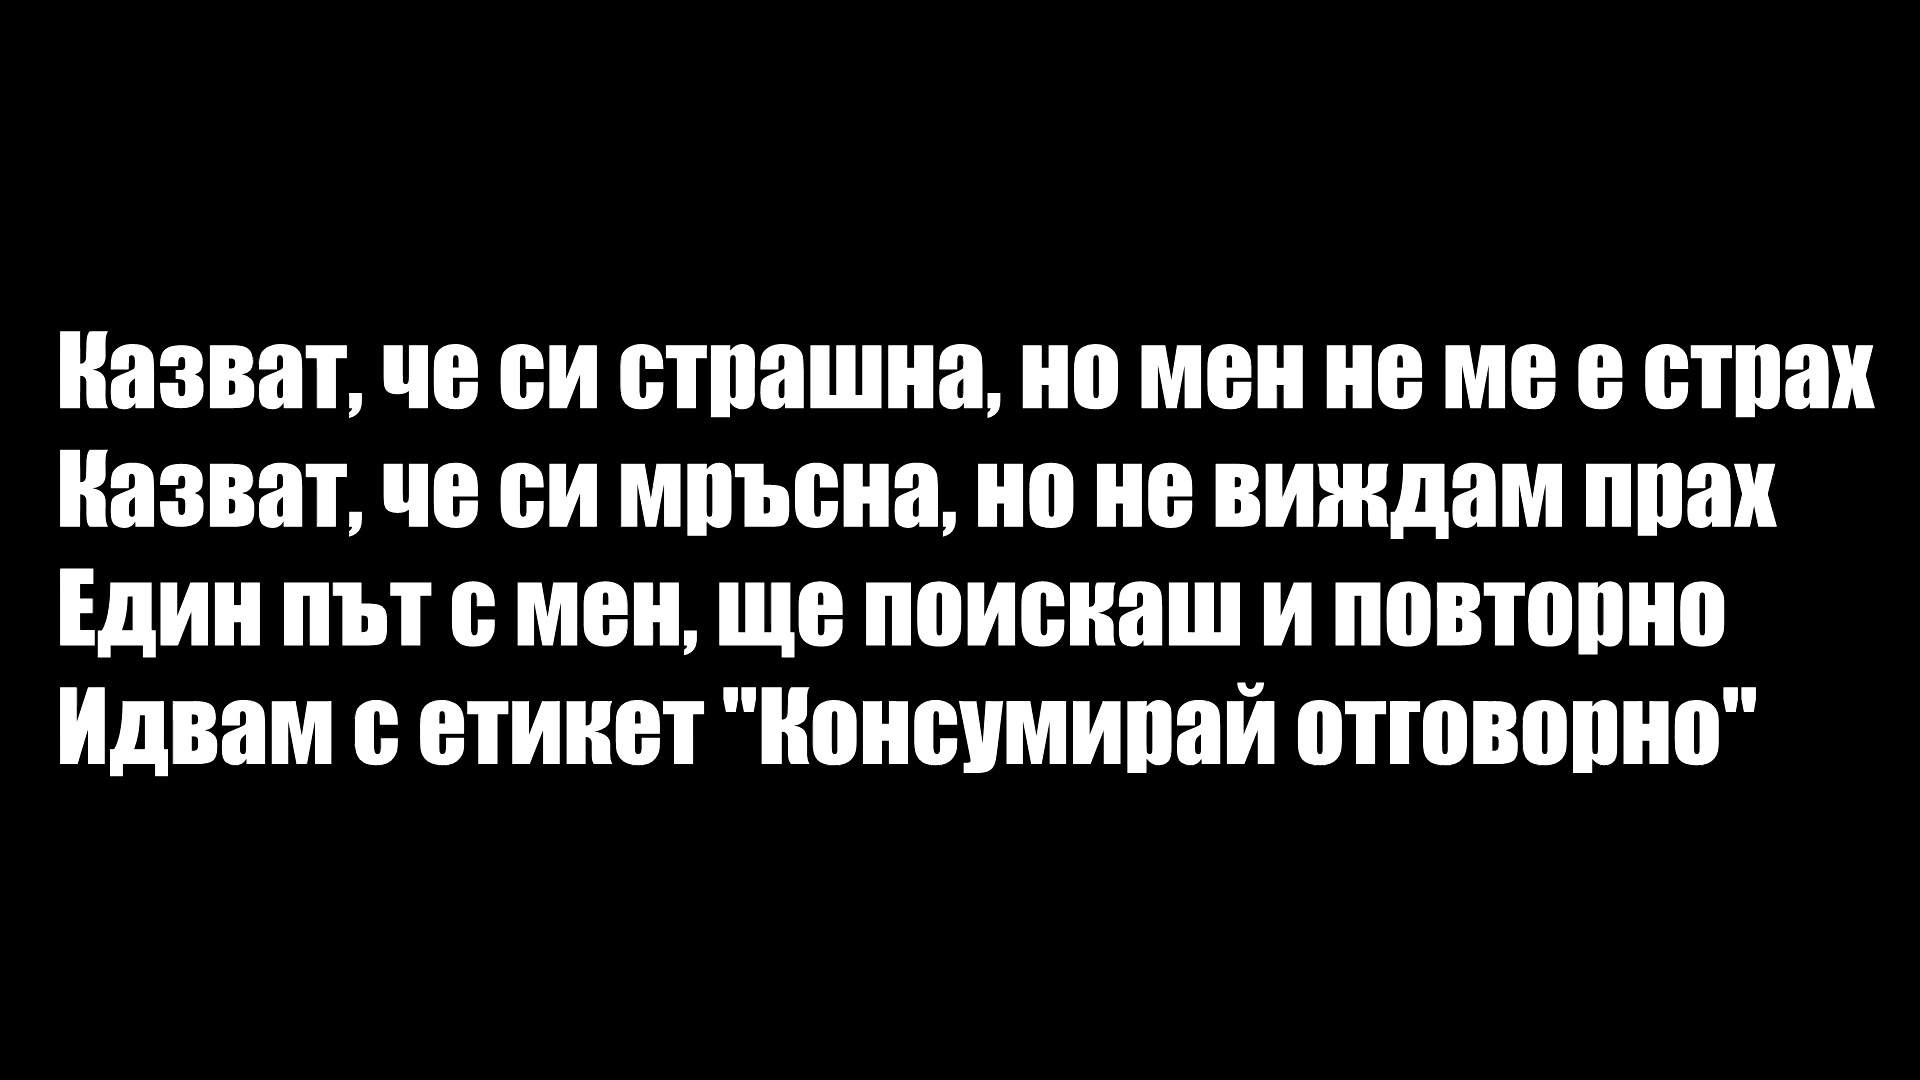 Казват, че си страшна, но мен не ме е страх
Казват, че си мръсна, но не виждам прах
Един път с мен, ще поискаш и повторно
Идвам с етикет "Консумирай отговорно"